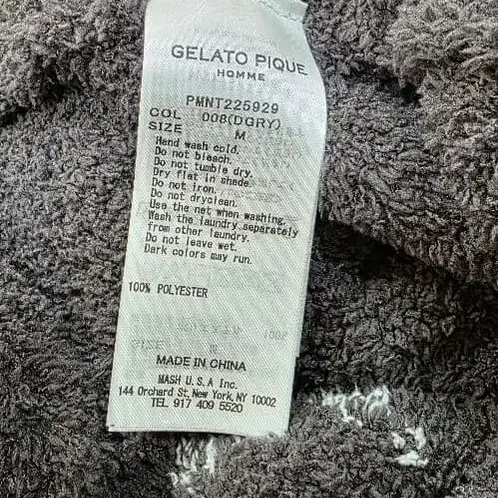 GELATO PIQUE
HOMME
PMNT225929
COL 008(DGRY)
SIZE M
Hand wash cold.
Do not bleach.
Do not tumble dry.
Dry flat in shade.
Do not iron.
Do not dryclean.
Use the net when washing.
Wash the laundry separately
from other laundry.
Do not leave wet.
Dark colors may run.
100% POLYESTER
MADE IN CHINA
MASH U.S.A Inc.
144 Orchard St, New York, NY 10002
TEL 917 409 5520